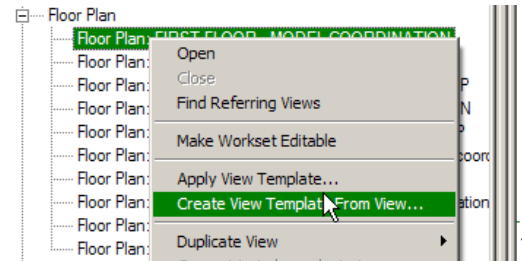 Floor Plan
Floor Plan: FIRST FLOOR - MODEL COORDINATION
Floor Plan:
Open
Floor Plan:
Close
P
Floor Plan:
Find Referring Views
N
Floor Plan:
Make Workset Editable
P
Floor Plan:
coord
Floor Plan:
Apply View Template...
Floor Plan:
Create View Template From View...
ation
Floor Plan:
Floor Plan:
Duplicate View